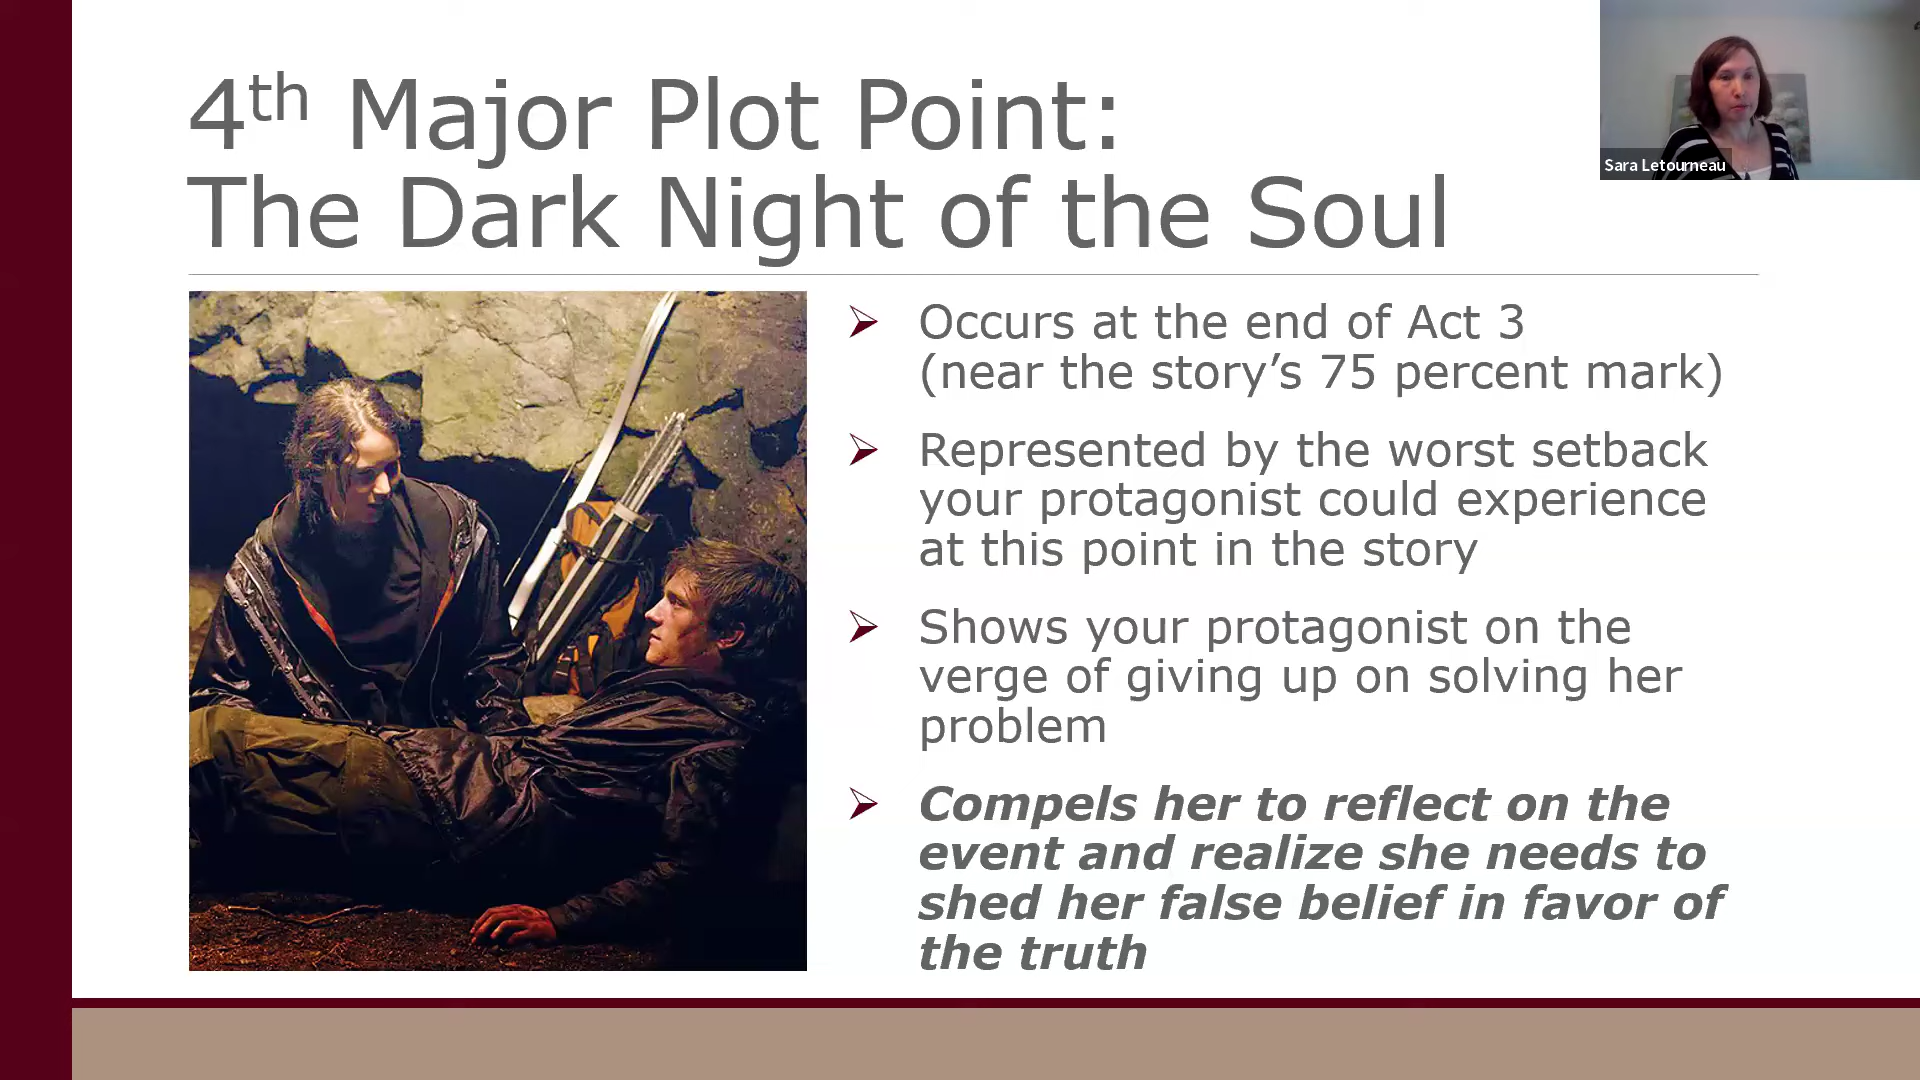 4th Major Plot Point:
The Dark Night of the Soul
Sara Letourneau
➢ Occurs at the end of Act 3
(near the story’s 75 percent mark)
➢ Represented by the worst setback
your protagonist could experience
at this point in the story
➢ Shows your protagonist on the
verge of giving up on solving her
problem
➢ Compels her to reflect on the
event and realize she needs to
shed her false belief in favor of
the truth